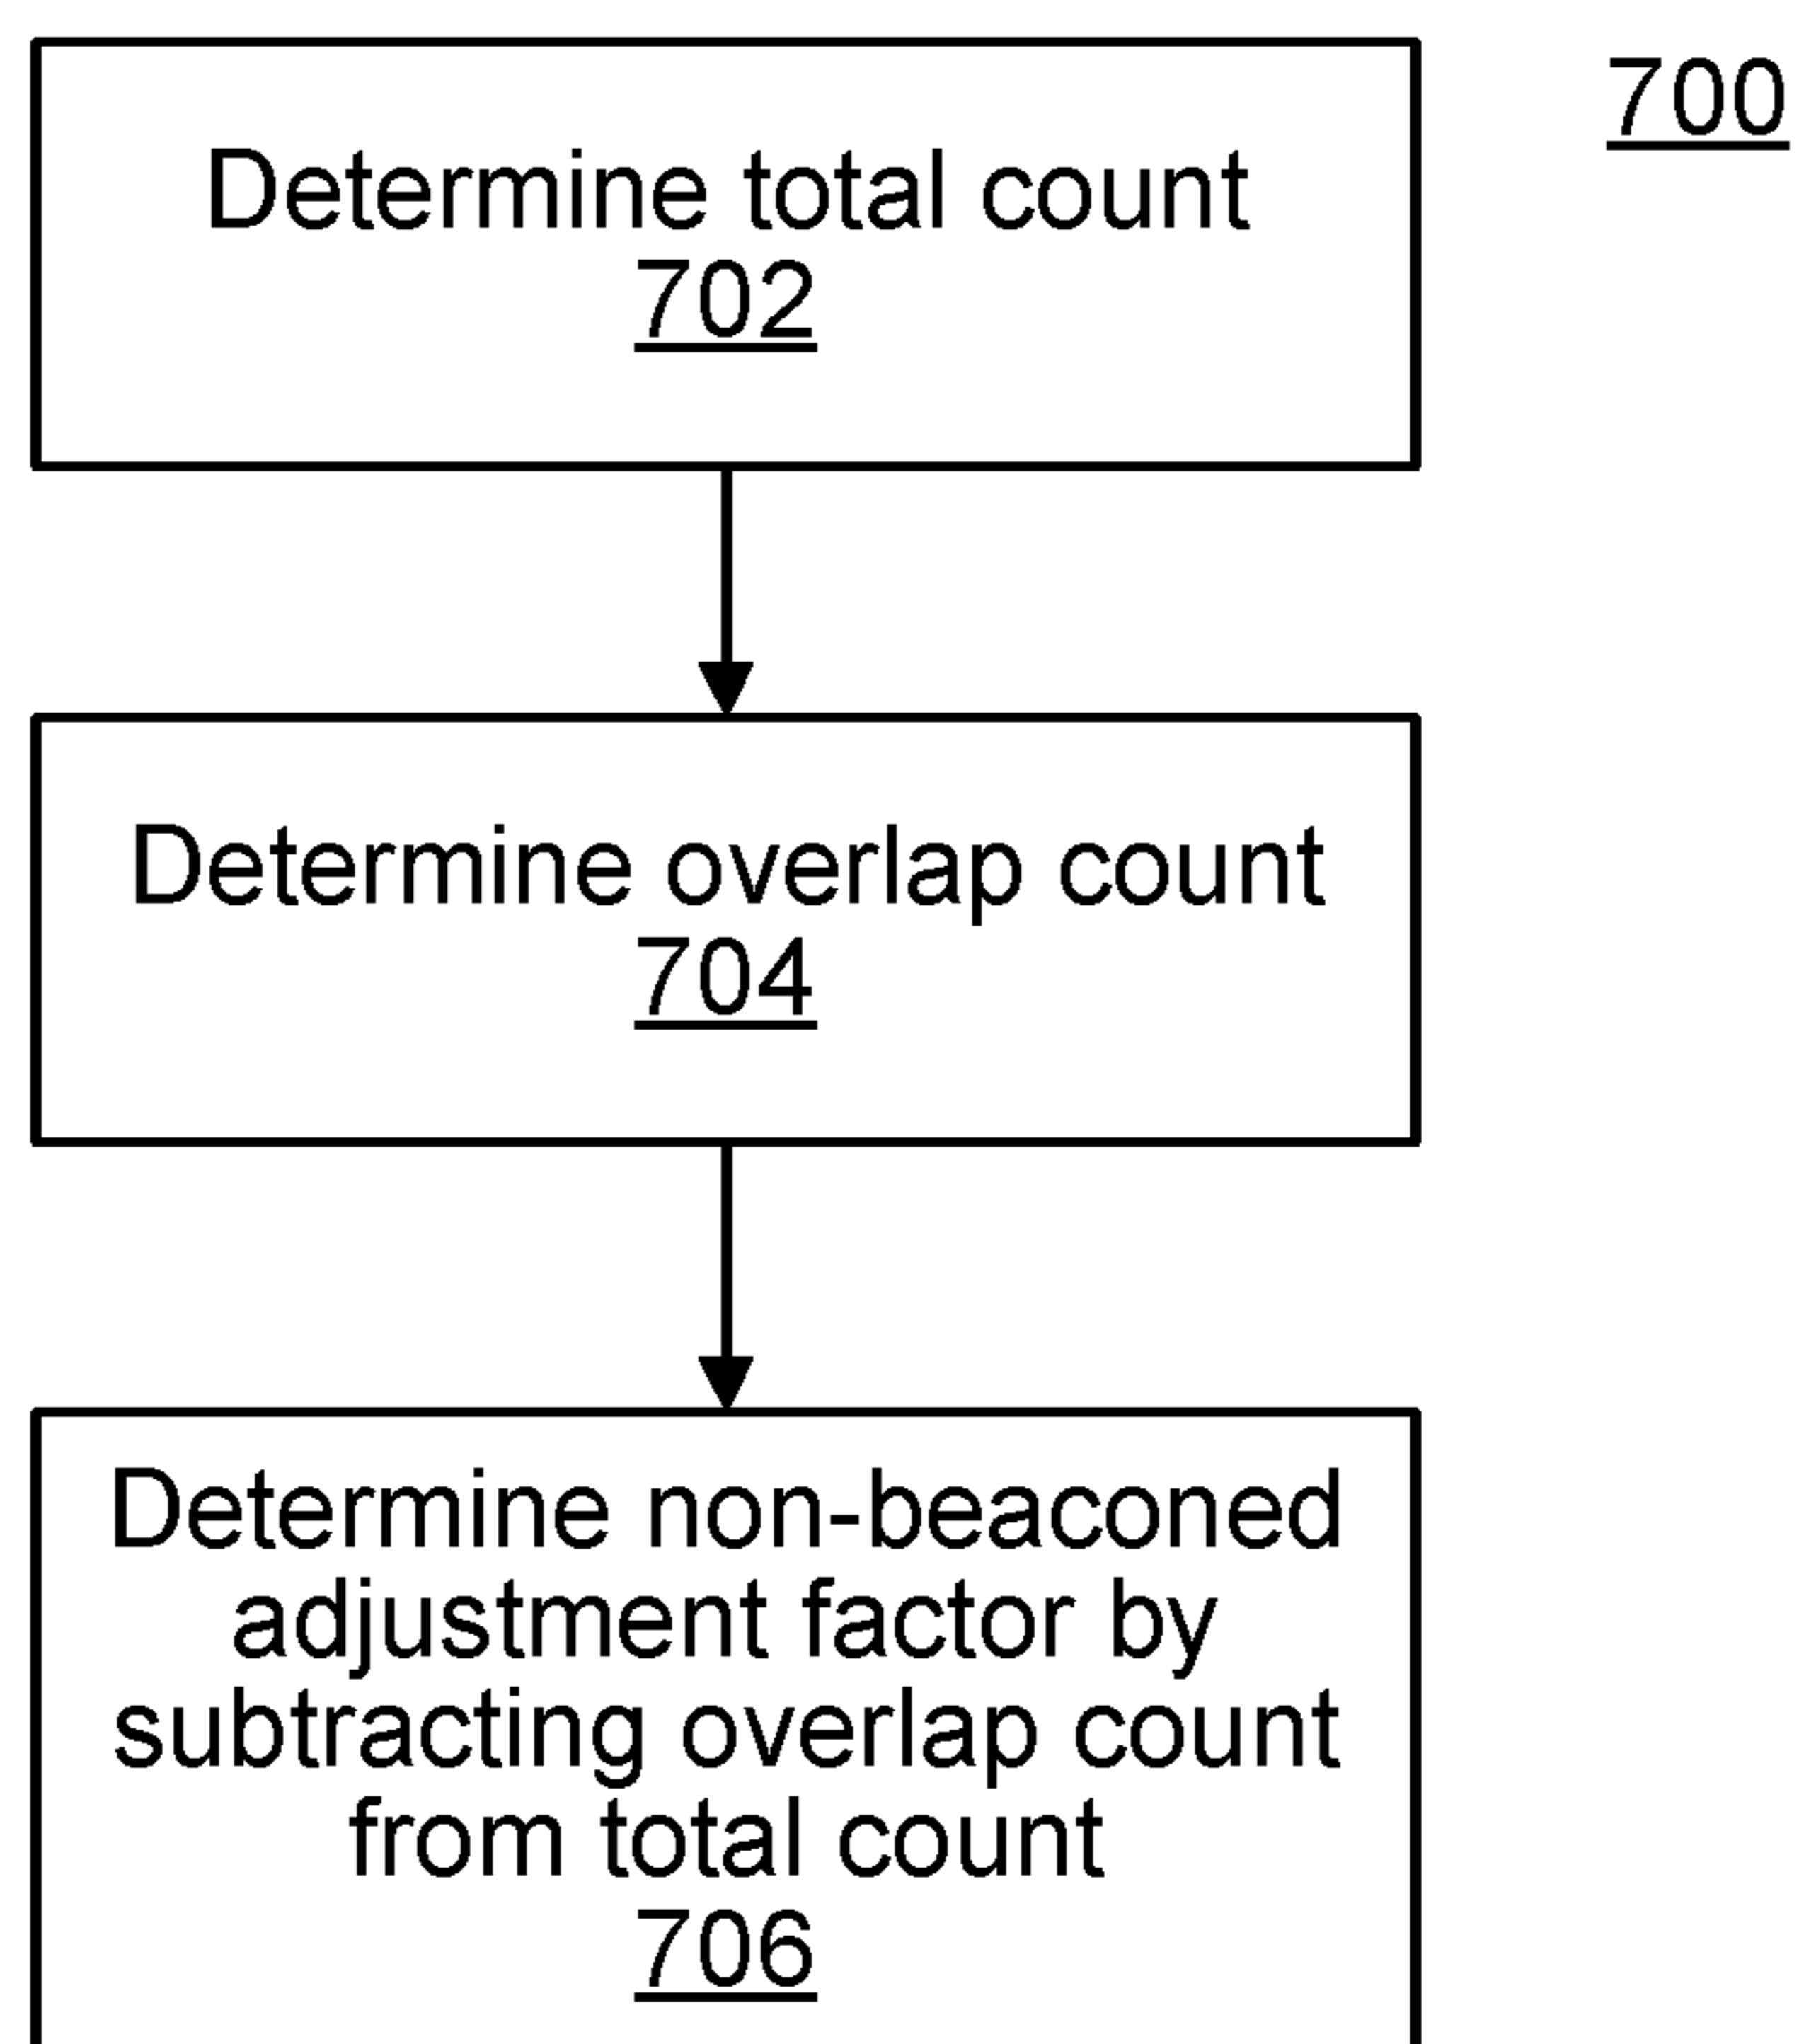 700
Determine total count
702
Determine overlap count
704
Determine non-beaconed
adjustment factor by
subtracting overlap count
from total count
706